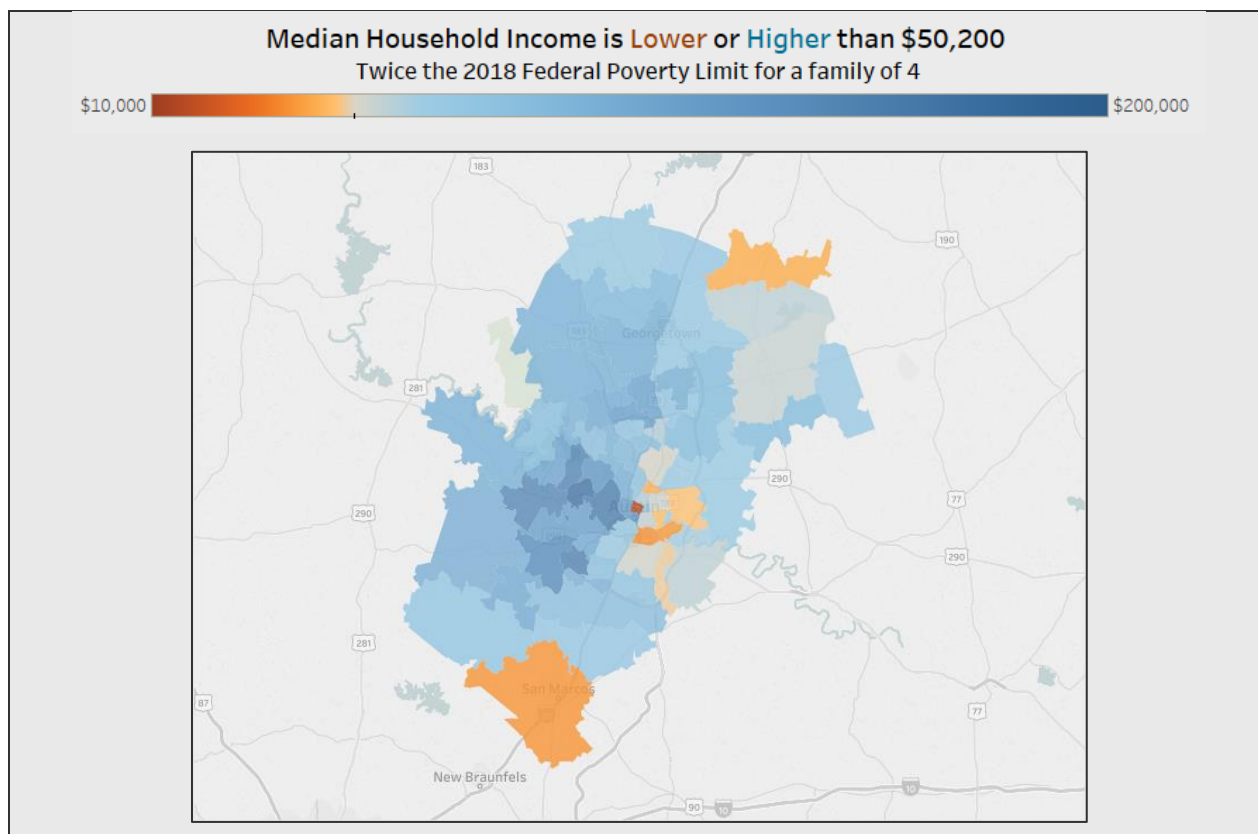 Median Household Income is Lower or Higher than $50,200
Twice the 2018 Federal Poverty Limit for a family of 4
$10,000
$200,000
183
190
Georgetown
183
281
290
77
290
Austin
290
281
San Marcos
87
77
New Braunfels
90
10
10